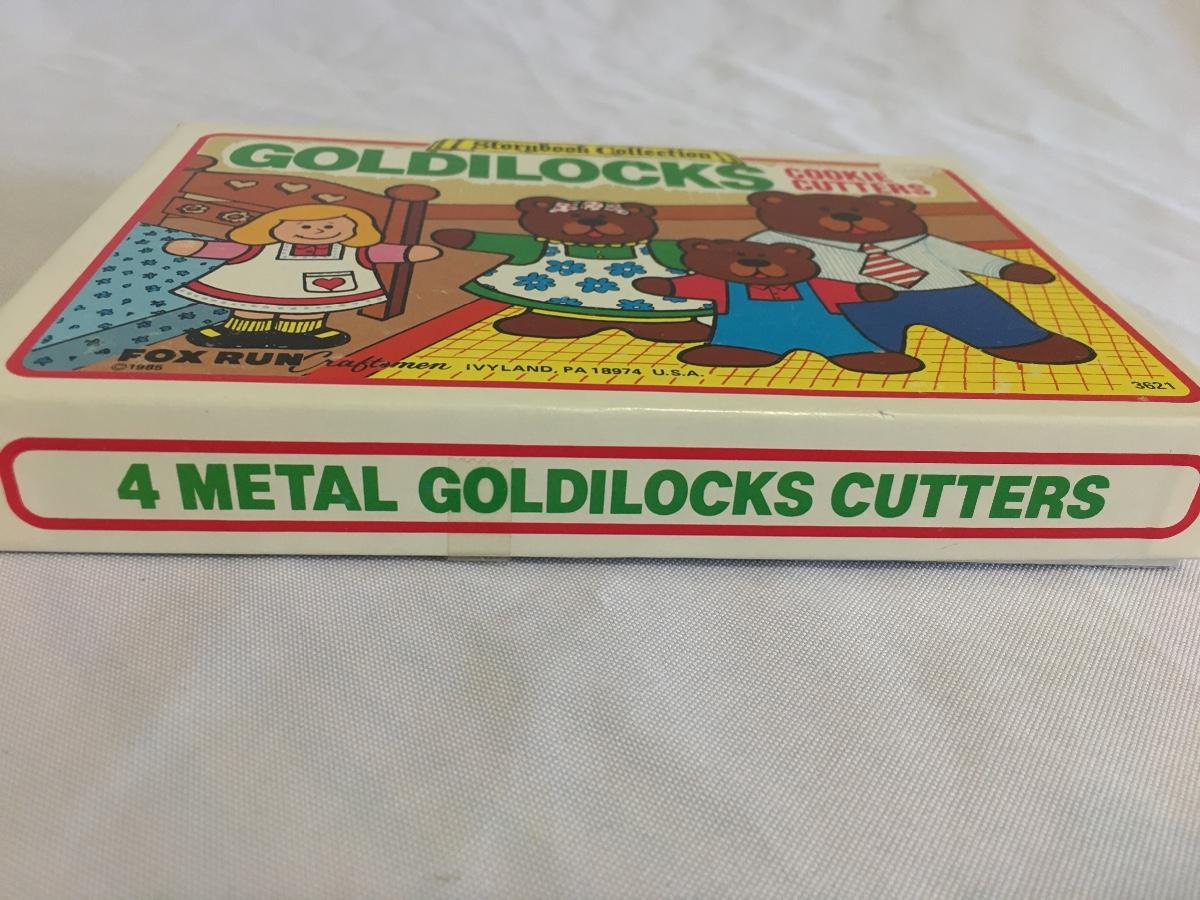 Storybook Collection
GOLDILOCKS
COOKIE
CUTTERS
FOX RUN Craftsmen IVYLAND, PA 18974 U.S.A.
©1985
3621
4 METAL GOLDILOCKS CUTTERS